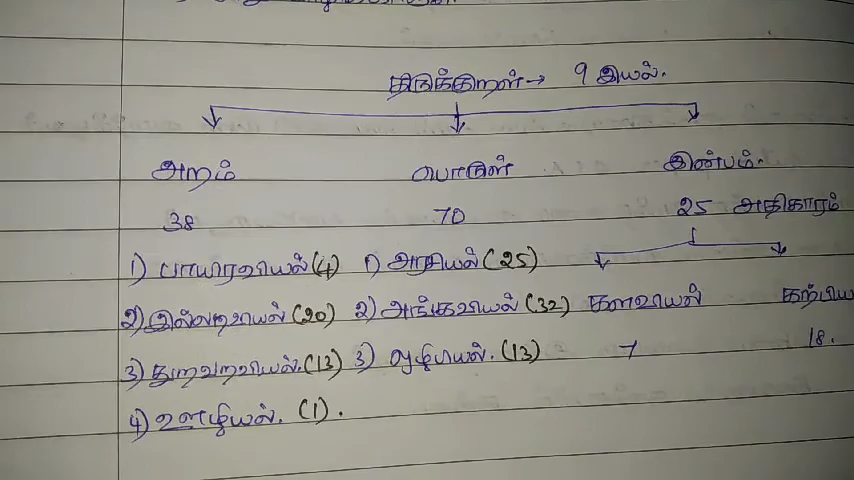 திருக்குறள் → 9 இயல்.
அறம் பொருள் இன்பம்.
38 70 25 அதிகாரம்
1) பாயிரவியல் (4) 1) அரசியல் (25)
2) இல்லறவியல் (20) 2) அங்கவியல் (32) களவியல் கற்பிய
3) துறவறவியல். (13) 3) ஒழிபியல். (13) 7 18.
4) ஊழியல். (1).